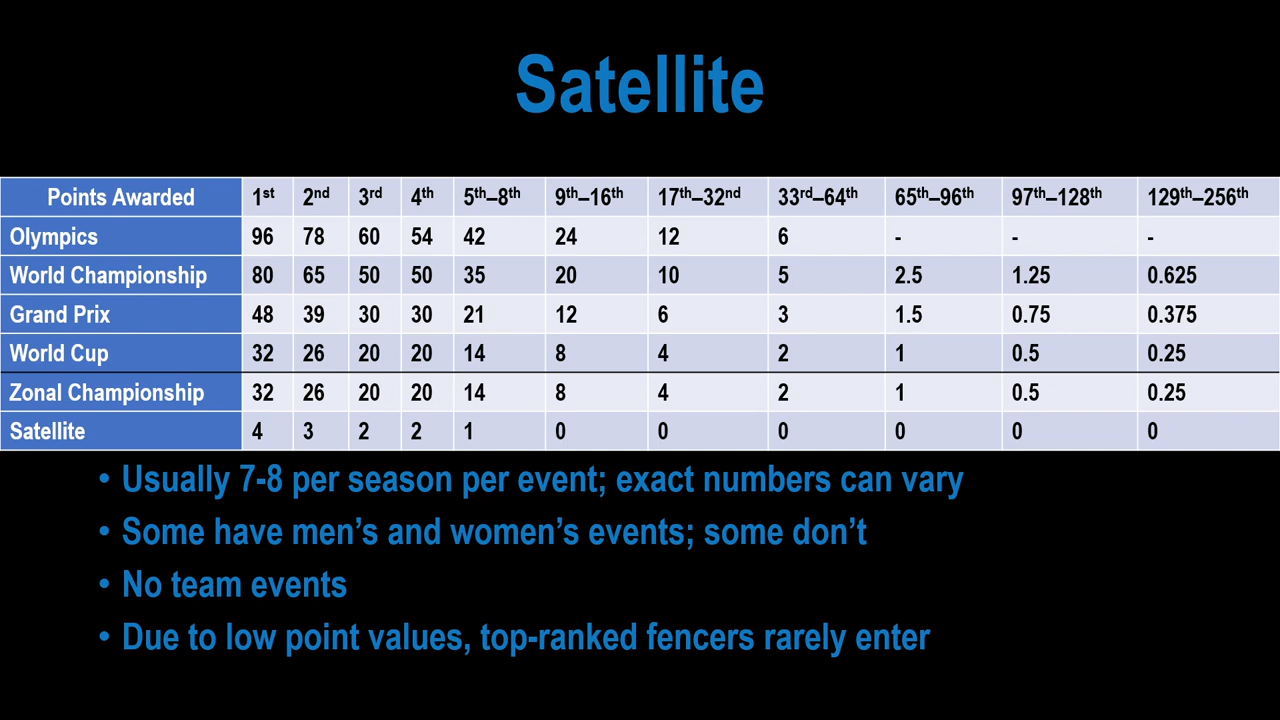 Satellite
Points Awarded 1st 2nd 3rd 4th 5th–8th 9th–16th 17th–32nd 33rd–64th 65th–96th 97th–128th 129th–256th
Olympics 96 78 60 54 42 24 12 6 - - -
World Championship 80 65 50 50 35 20 10 5 2.5 1.25 0.625
Grand Prix 48 39 30 30 21 12 6 3 1.5 0.75 0.375
World Cup 32 26 20 20 14 8 4 2 1 0.5 0.25
Zonal Championship 32 26 20 20 14 8 4 2 1 0.5 0.25
Satellite 4 3 2 2 1 0 0 0 0 0 0
• Usually 7-8 per season per event; exact numbers can vary
• Some have men’s and women’s events; some don’t
• No team events
• Due to low point values, top-ranked fencers rarely enter